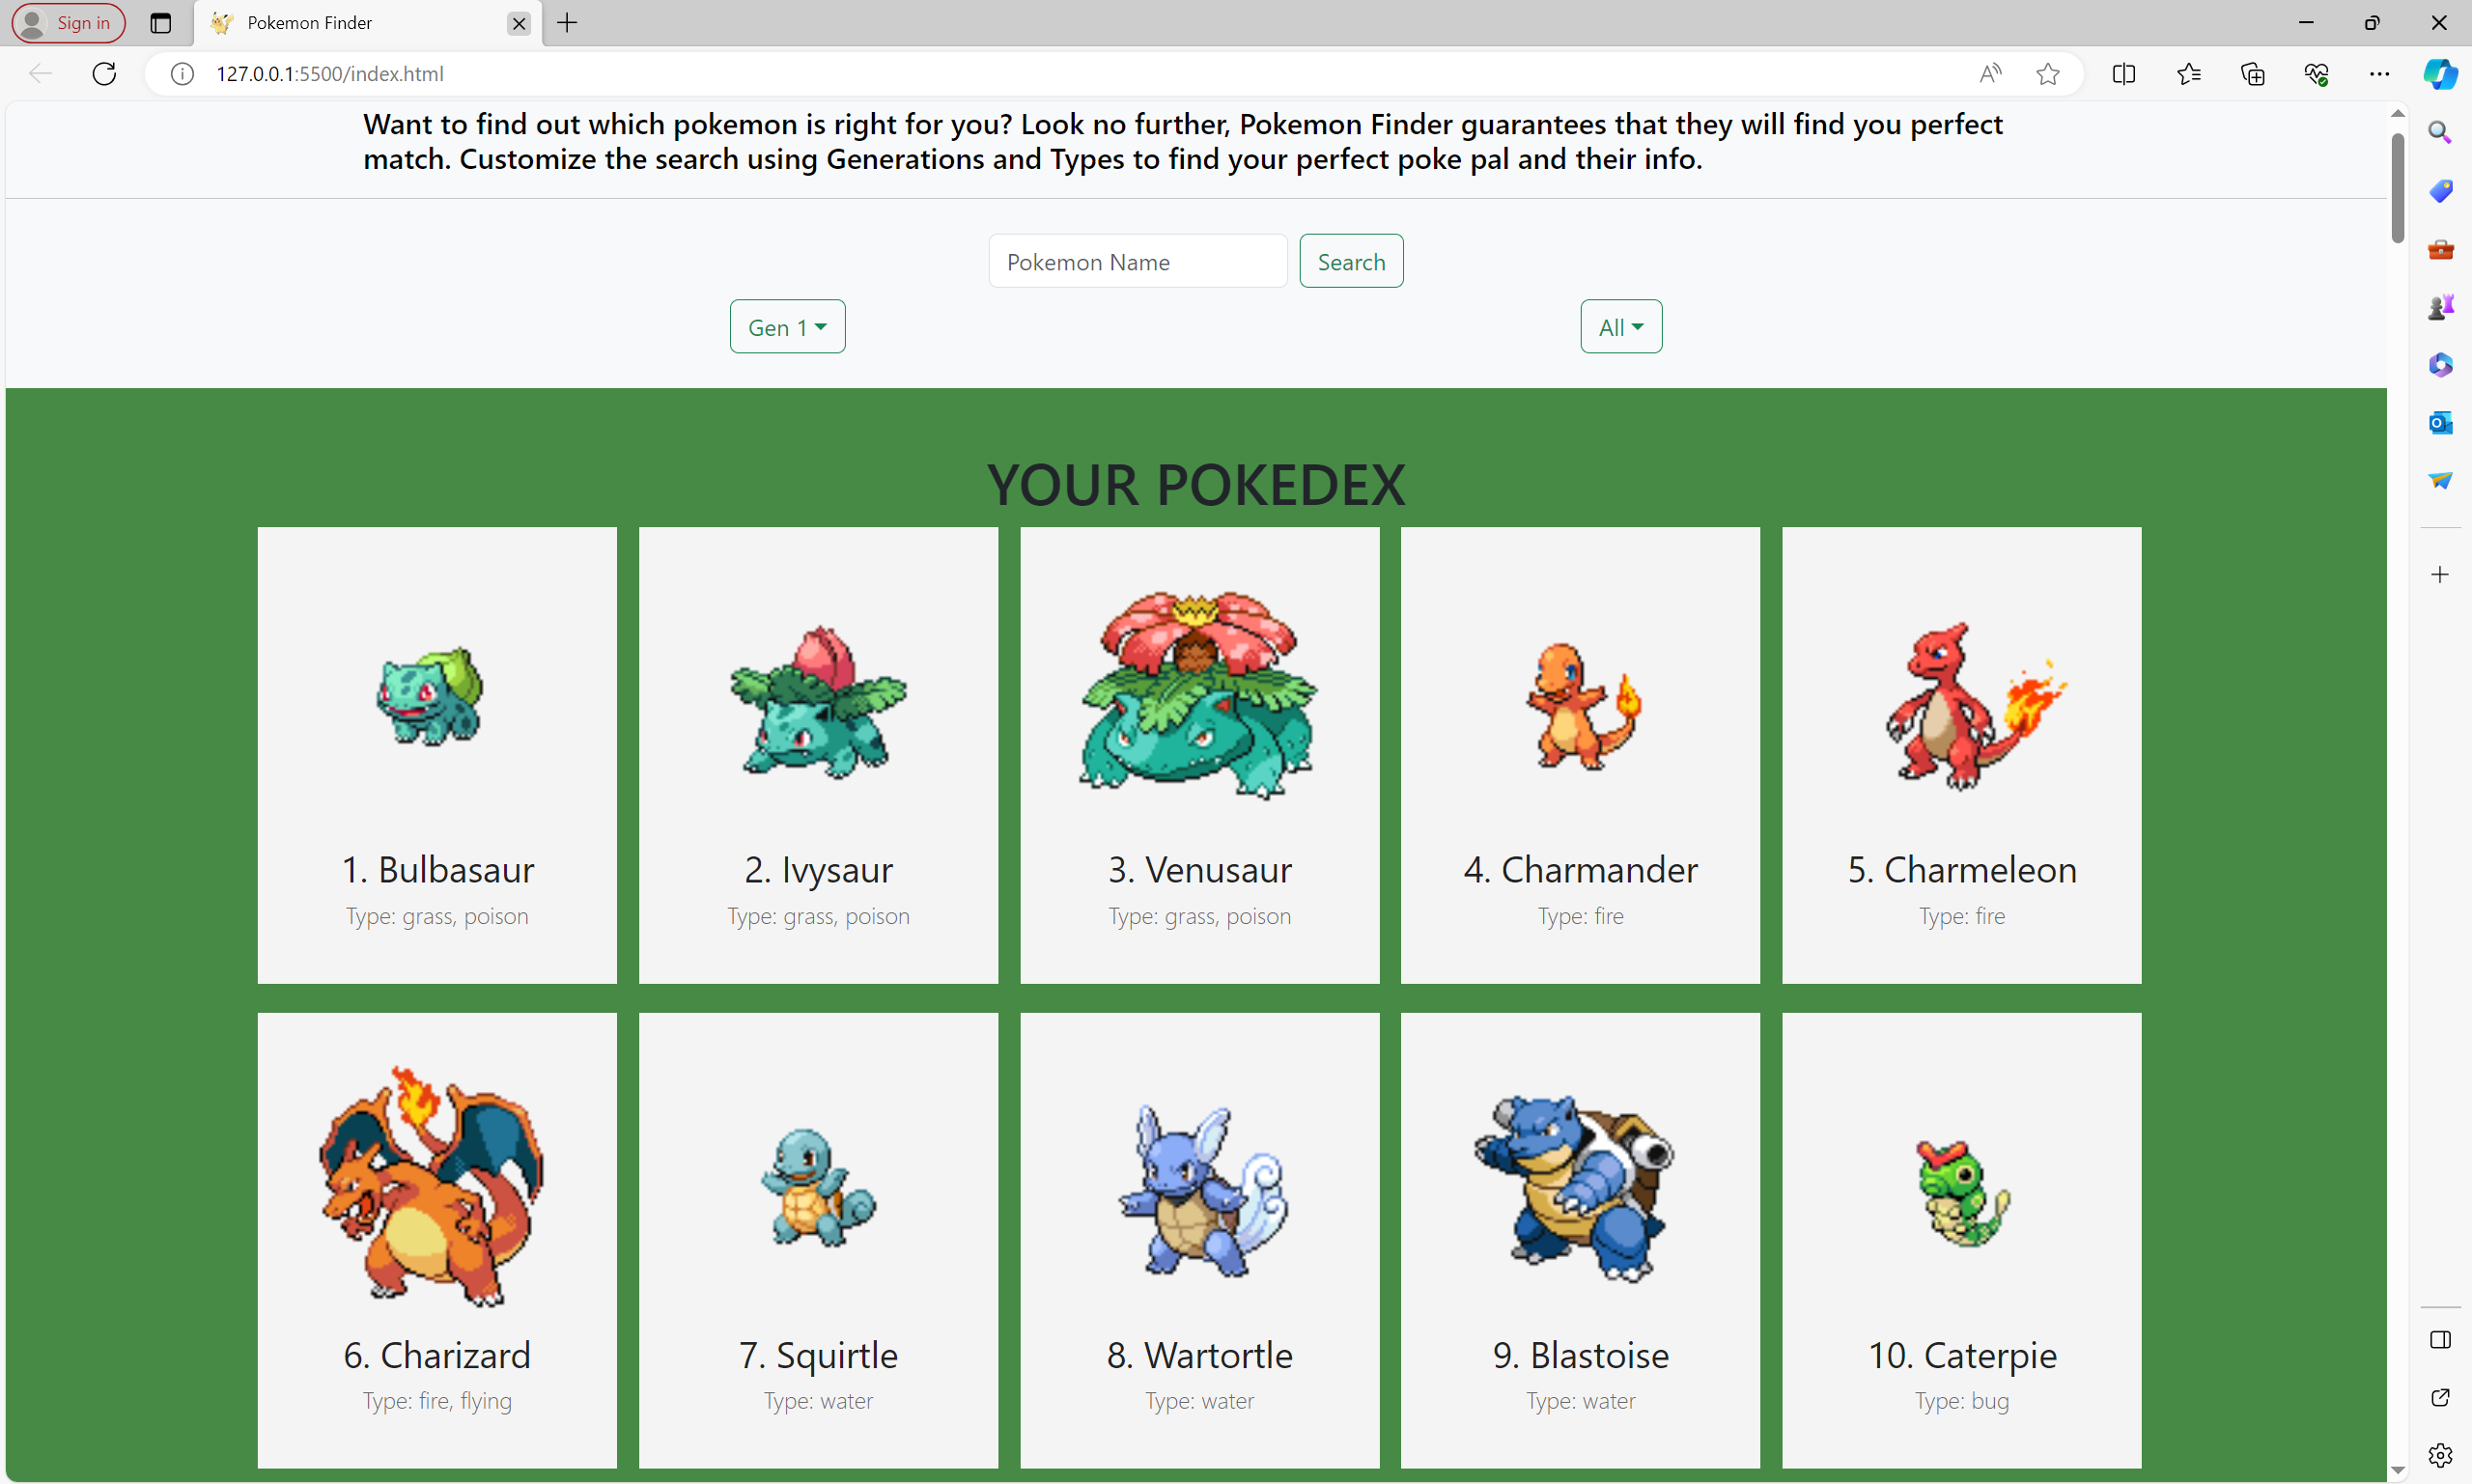 Sign in
Pokemon Finder
127.0.0.1:5500/index.html
Want to find out which pokemon is right for you? Look no further, Pokemon Finder guarantees that they will find you perfect
match. Customize the search using Generations and Types to find your perfect poke pal and their info.
Pokemon Name
Search
Gen 1
All
YOUR POKEDEX
1. Bulbasaur
Type: grass, poison
2. Ivysaur
Type: grass, poison
3. Venusaur
Type: grass, poison
4. Charmander
Type: fire
5. Charmeleon
Type: fire
6. Charizard
Type: fire, flying
7. Squirtle
Type: water
8. Wartortle
Type: water
9. Blastoise
Type: water
10. Caterpie
Type: bug